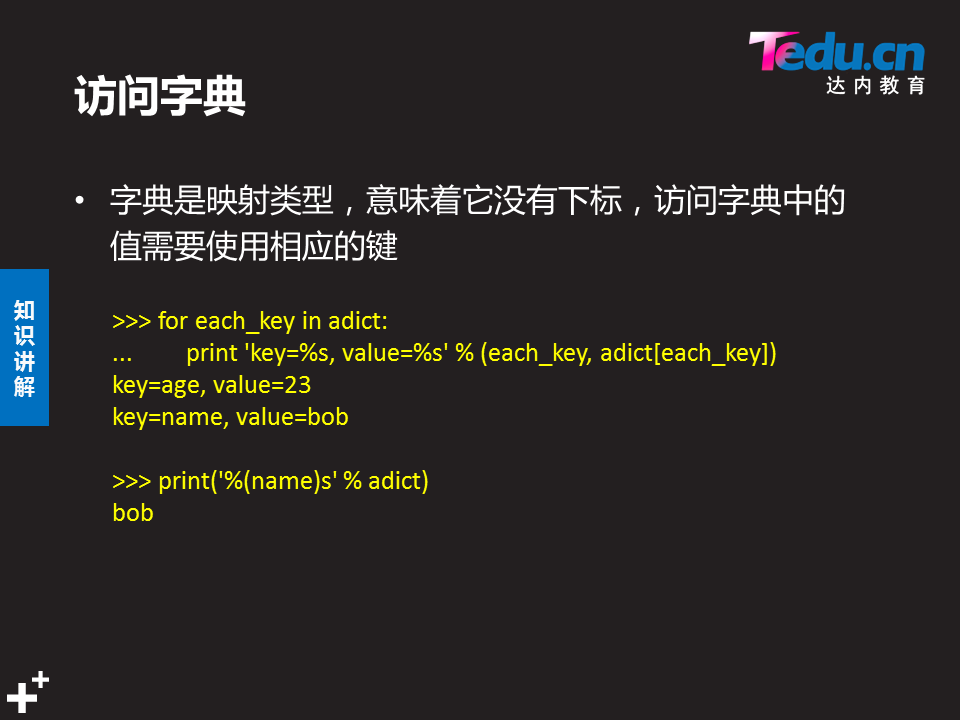 Tedu.cn
达内教育
访问字典
• 字典是映射类型，意味着它没有下标，访问字典中的
值需要使用相应的键
知识讲解
>>> for each_key in adict:
... print 'key=%s, value=%s' % (each_key, adict[each_key])
key=age, value=23
key=name, value=bob
>>> print('%(name)s' % adict)
bob